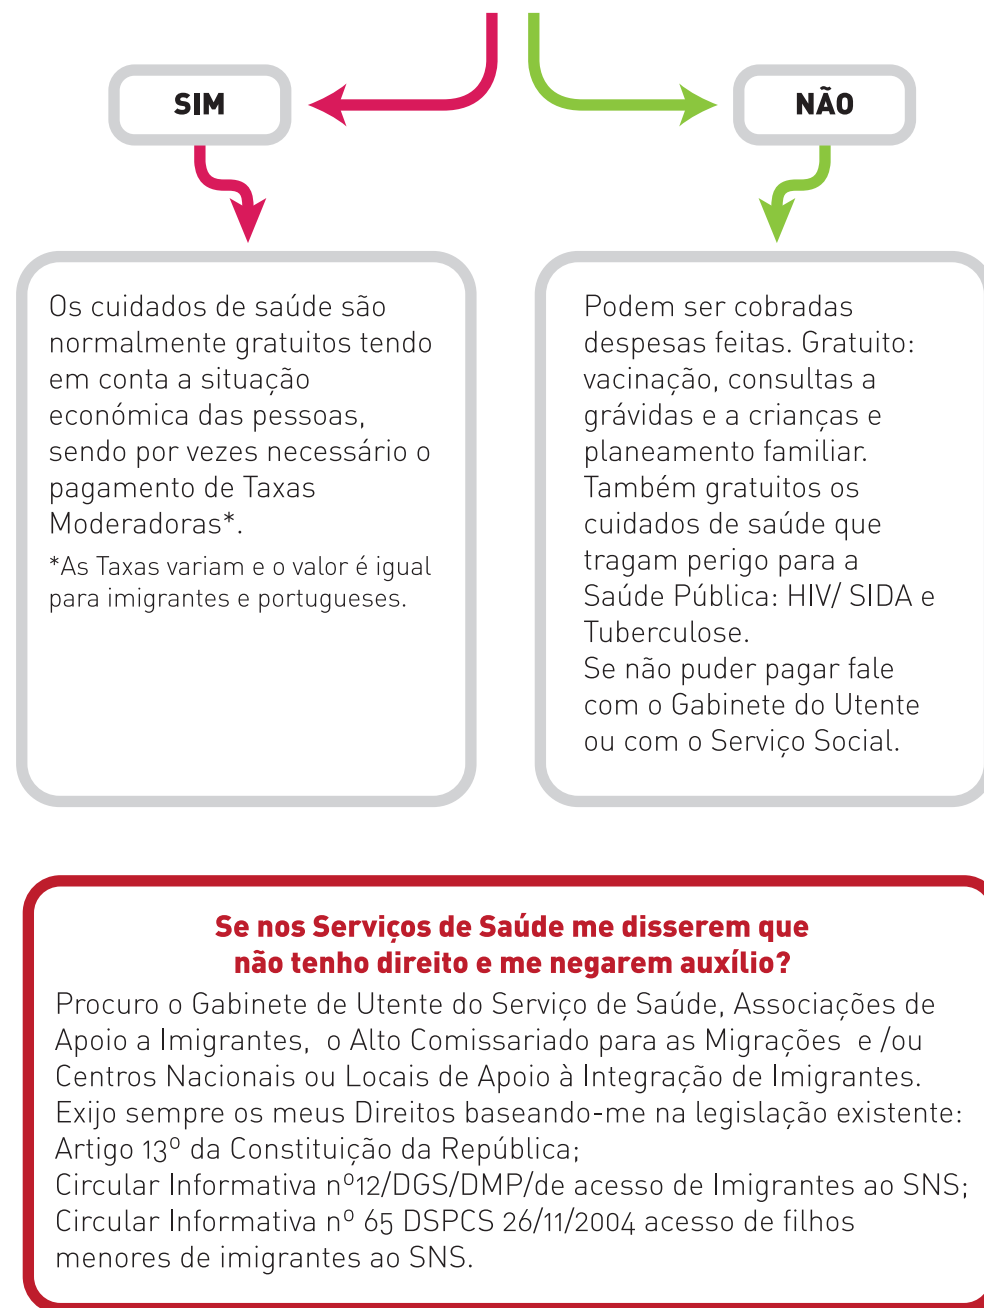 SIM
NÃO
Os cuidados de saúde são
normalmente gratuitos tendo
em conta a situação
económica das pessoas,
sendo por vezes necessário o
pagamento de Taxas
Moderadoras*.
*As Taxas variam e o valor é igual
para imigrantes e portugueses.
Podem ser cobradas
despesas feitas. Gratuito:
vacinação, consultas a
grávidas e a crianças e
planeamento familiar.
Também gratuitos os
cuidados de saúde que
tragam perigo para a
Saúde Pública: HIV/ SIDA e
Tuberculose.
Se não puder pagar fale
com o Gabinete do Utente
ou com o Serviço Social.
Se nos Serviços de Saúde me disserem que
não tenho direito e me negarem auxílio?
Procuro o Gabinete de Utente do Serviço de Saúde, Associações de
Apoio a Imigrantes,  o Alto Comissariado para as Migrações  e /ou
Centros Nacionais ou Locais de Apoio à Integração de Imigrantes.
Exijo sempre os meus Direitos baseando-me na legislação existente:
Artigo 13º da Constituição da República;
Circular Informativa nº12/DGS/DMP/de acesso de Imigrantes ao SNS;
Circular Informativa nº 65 DSPCS 26/11/2004 acesso de filhos
menores de imigrantes ao SNS.